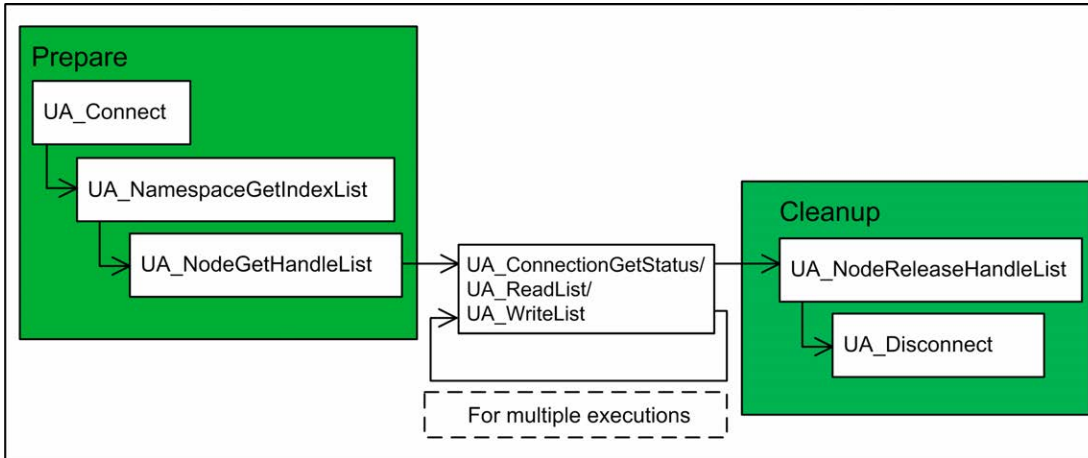 Prepare
UA_Connect
UA_NamespaceGetIndexList
UA_NodeGetHandleList
UA_ConnectionGetStatus/
UA_ReadList/
UA_WriteList
For multiple executions
Cleanup
UA_NodeReleaseHandleList
UA_Disconnect